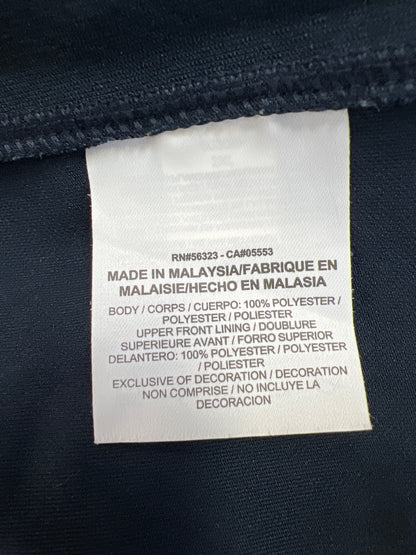 RN#56323 - CA#05553
MADE IN MALAYSIA/FABRIQUE EN
MALAISIE/HECHO EN MALASIA
BODY / CORPS / CUERPO: 100% POLYESTER /
POLYESTER / POLIESTER
UPPER FRONT LINING / DOUBLURE
SUPERIEURE AVANT / FORRO SUPERIOR
DELANTERO: 100% POLYESTER / POLYESTER
/ POLIESTER
EXCLUSIVE OF DECORATION / DECORATION
NON COMPRISE / NO INCLUYE LA
DECORACION